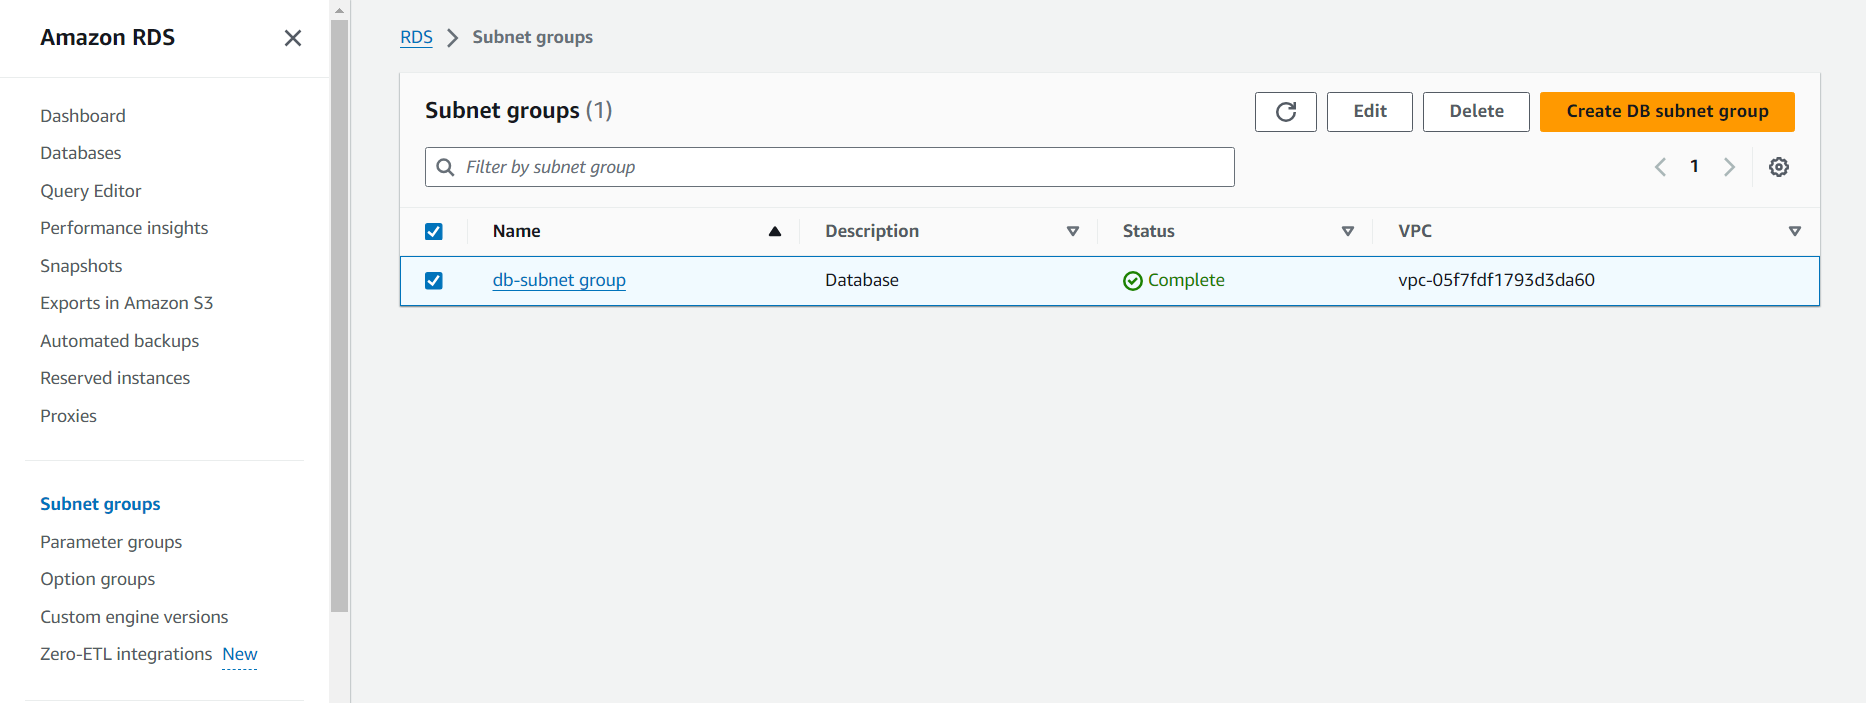 Amazon RDS
Dashboard
Databases
Query Editor
Performance insights
Snapshots
Exports in Amazon S3
Automated backups
Reserved instances
Proxies
Subnet groups
Parameter groups
Option groups
Custom engine versions
Zero-ETL integrations New
RDS Subnet groups
Subnet groups (1)
Edit Delete Create DB subnet group
Filter by subnet group
1
Name Description Status VPC
db-subnet group Database Complete vpc-05f7fdf1793d3da60